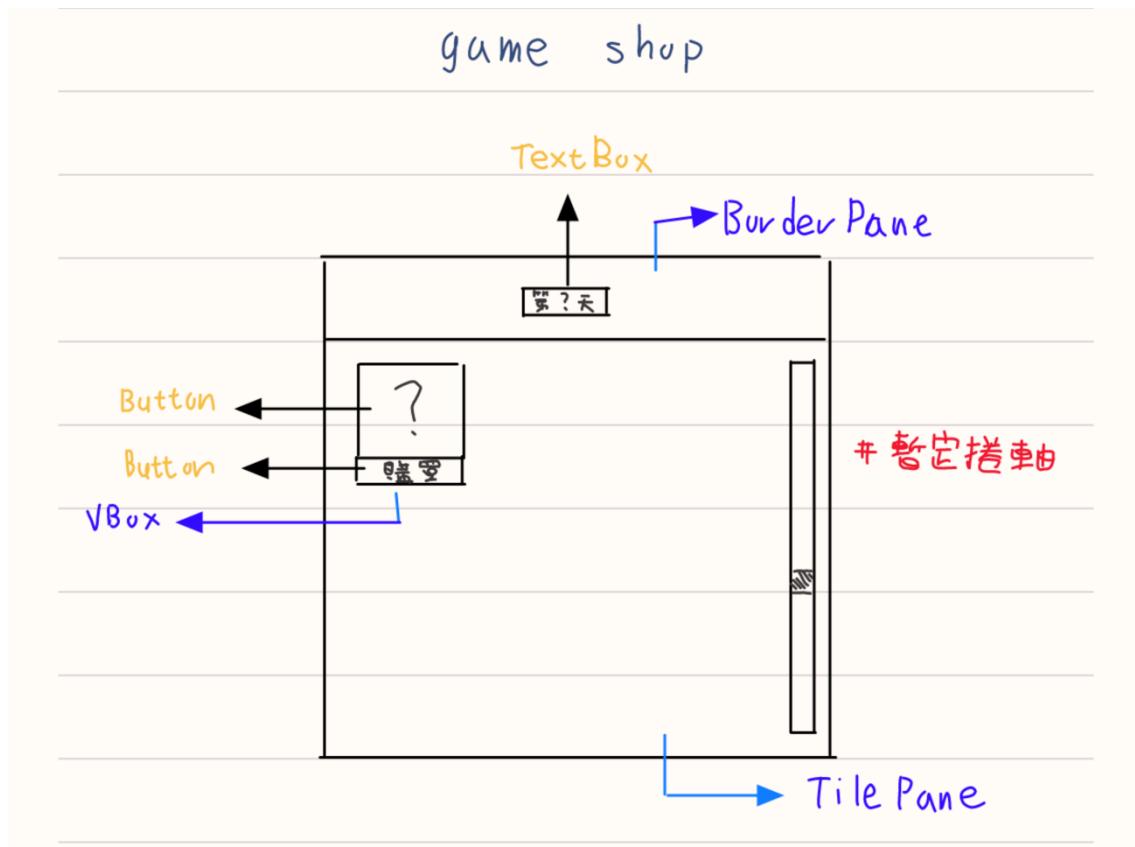 game shop
TextBox
BorderPane
第?天
Button
?
Button
購買
VBox
#暫定捲軸
TilePane